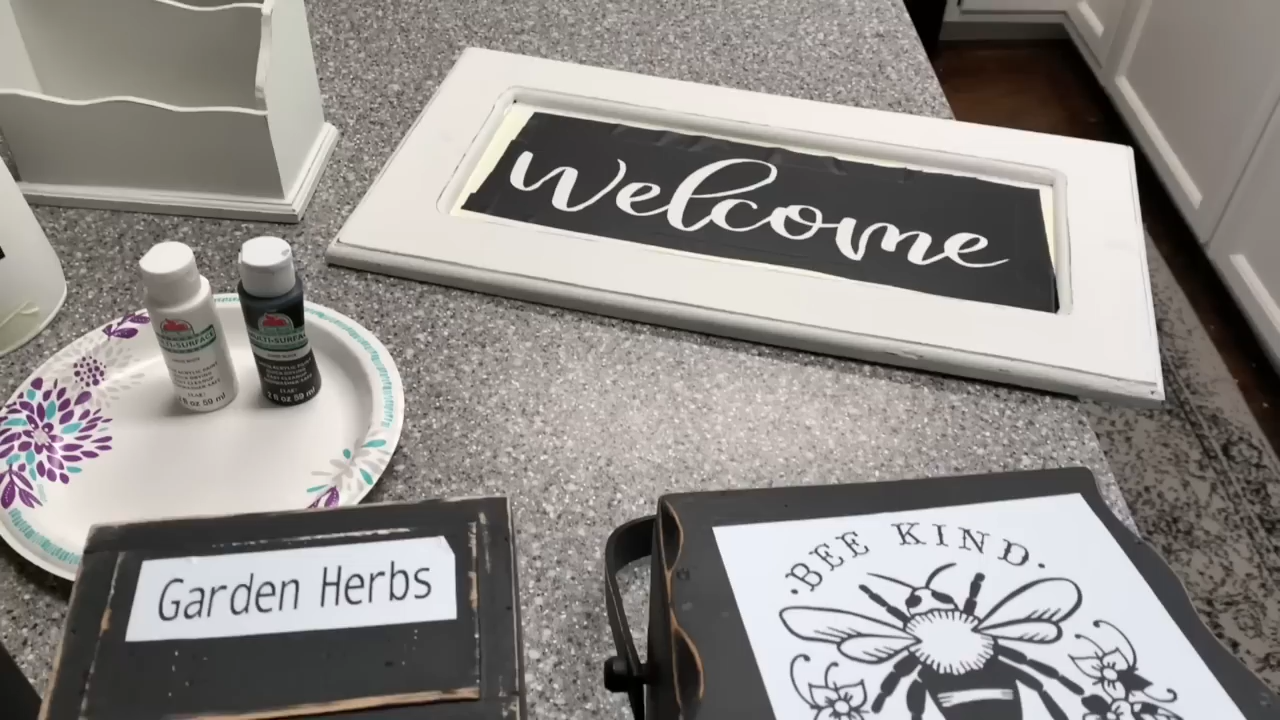 Welcome
MULTI-SURFACE
2 fl oz 59 ml
MULTI-SURFACE
2 fl oz 59 ml
Garden Herbs
·BEE KIND·